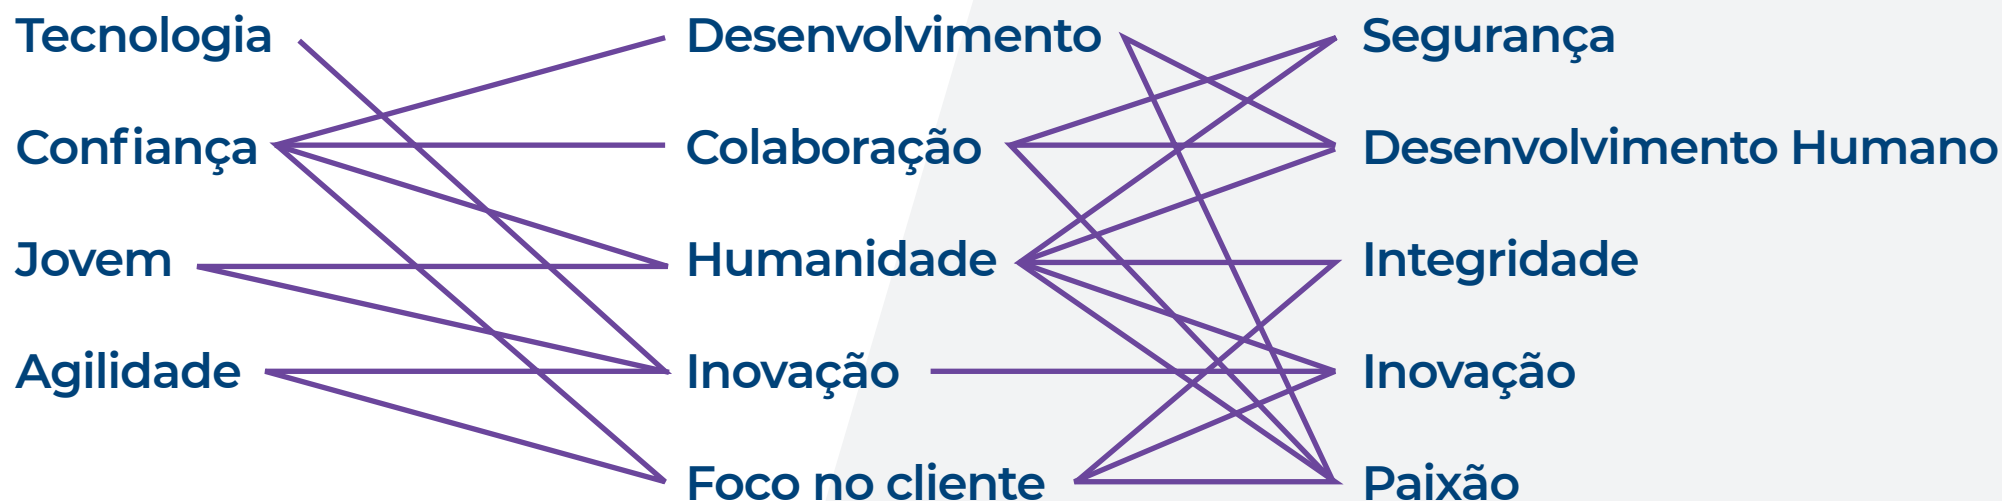 Tecnologia
Confiança
Jovem
Agilidade
Desenvolvimento
Colaboração
Humanidade
Inovação
Foco no cliente
Segurança
Desenvolvimento Humano
Integridade
Inovação
Paixão